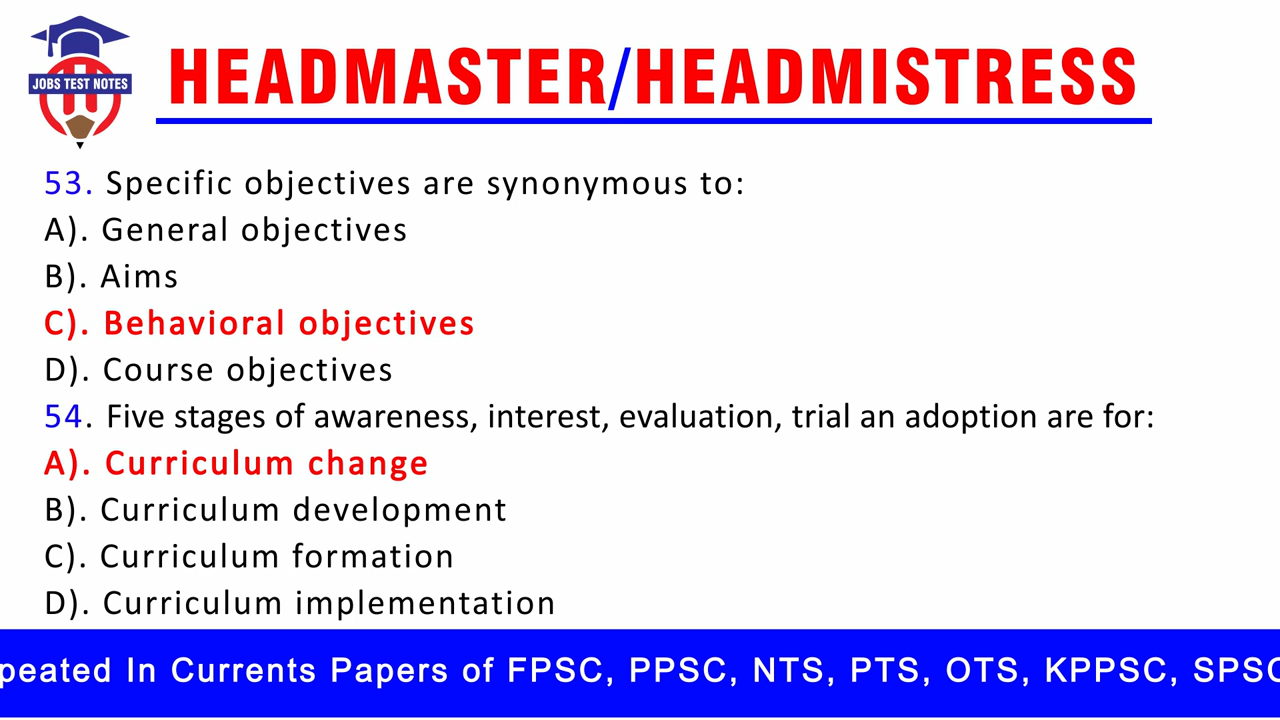 JOBS TEST NOTES
HEADMASTER/HEADMISTRESS
53. Specific objectives are synonymous to:
A). General objectives
B). Aims
C). Behavioral objectives
D). Course objectives
54. Five stages of awareness, interest, evaluation, trial an adoption are for:
A). Curriculum change
B). Curriculum development
C). Curriculum formation
D). Curriculum implementation
peated In Currents Papers of FPSC, PPSC, NTS, PTS, OTS, KPPSC, SPSC